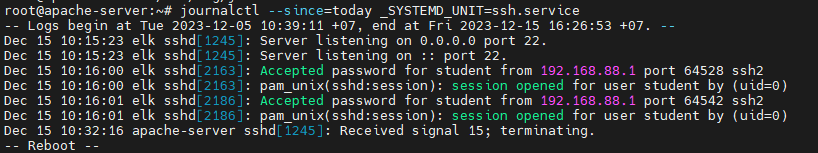 root@apache-server:~# journalctl --since=today _SYSTEMD_UNIT=ssh.service
-- Logs begin at Tue 2023-12-05 10:39:11 +07, end at Fri 2023-12-15 16:26:53 +07. --
Dec 15 10:15:23 elk sshd[1245]: Server listening on 0.0.0.0 port 22.
Dec 15 10:15:23 elk sshd[1245]: Server listening on :: port 22.
Dec 15 10:16:00 elk sshd[2163]: Accepted password for student from 192.168.88.1 port 64528 ssh2
Dec 15 10:16:00 elk sshd[2163]: pam_unix(sshd:session): session opened for user student by (uid=0)
Dec 15 10:16:01 elk sshd[2186]: Accepted password for student from 192.168.88.1 port 64542 ssh2
Dec 15 10:16:01 elk sshd[2186]: pam_unix(sshd:session): session opened for user student by (uid=0)
Dec 15 10:32:16 apache-server sshd[1245]: Received signal 15; terminating.
-- Reboot --